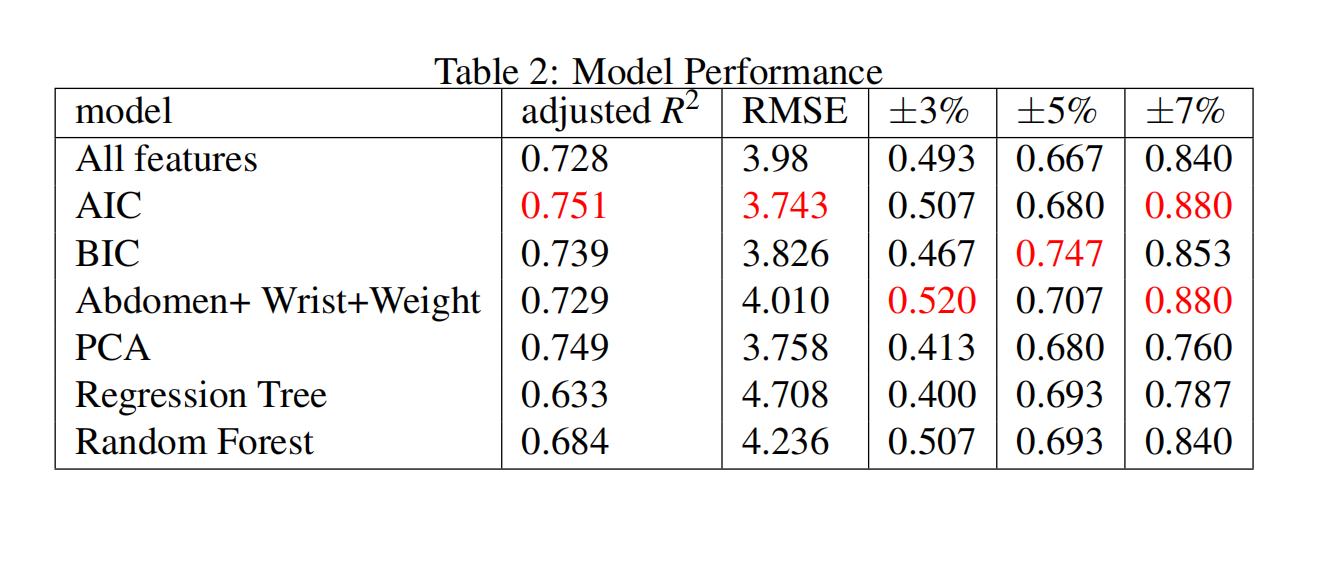 Table 2: Model Performance
model adjusted R² RMSE ±3% ±5% ±7%
All features 0.728 3.98 0.493 0.667 0.840
AIC 0.751 3.743 0.507 0.680 0.880
BIC 0.739 3.826 0.467 0.747 0.853
Abdomen+ Wrist+Weight 0.729 4.010 0.520 0.707 0.880
PCA 0.749 3.758 0.413 0.680 0.760
Regression Tree 0.633 4.708 0.400 0.693 0.787
Random Forest 0.684 4.236 0.507 0.693 0.840